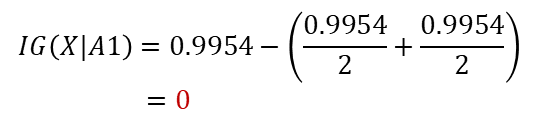 IG(X|A1) = 0.9954 − (0.9954/2 + 0.9954/2)
= 0